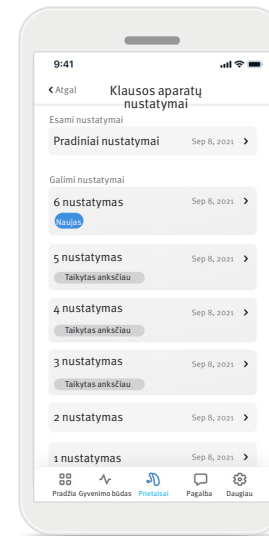 9:41
Atgal
Klausos aparatų
nustatymai
Esami nustatymai
Pradiniai nustatymai Sep 8, 2021
Galimi nustatymai
6 nustatymas Sep 8, 2021
Naujas
5 nustatymas Sep 8, 2021
Taikytas anksčiau
4 nustatymas Sep 8, 2021
Taikytas anksčiau
3 nustatymas Sep 8, 2021
Taikytas anksčiau
2 nustatymas Sep 8, 2021
1 nustatymas Sep 8, 2021
Pradžia Gyvenimo būdas Prietaisai Pagalba Daugiau